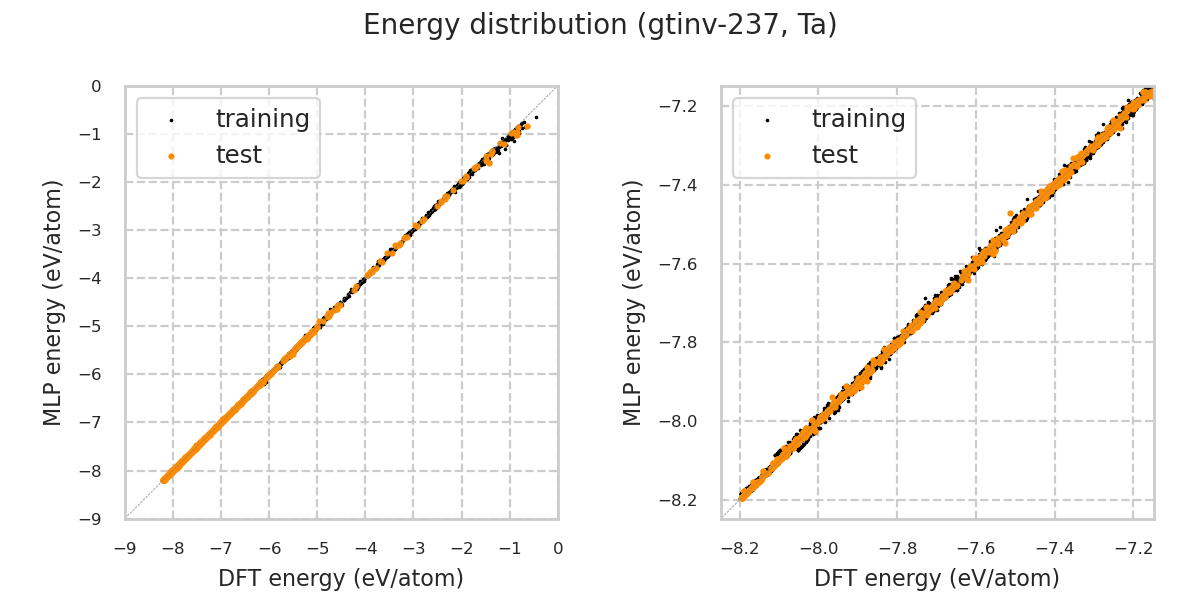 Energy distribution (gtinv-237, Ta)
MLP energy (eV/atom)
0
−1
−2
−3
−4
−5
−6
−7
−8
−9
training
test
−9 −8 −7 −6 −5 −4 −3 −2 −1 0
DFT energy (eV/atom)
MLP energy (eV/atom)
−7.2
−7.4
−7.6
−7.8
−8.0
−8.2
training
test
−8.2 −8.0 −7.8 −7.6 −7.4 −7.2
DFT energy (eV/atom)